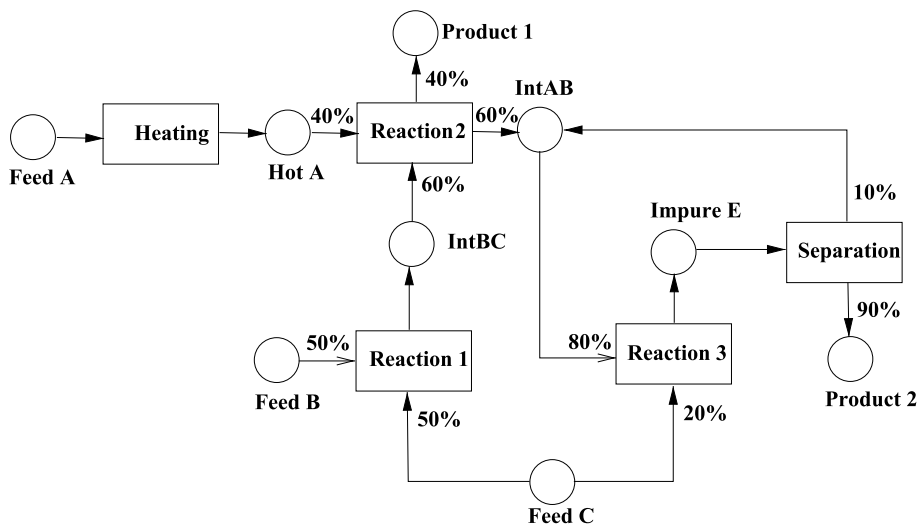 Product 1
40%
IntAB
40%
60%
Heating
Reaction2
Feed A
Hot A
60%
10%
Impure E
IntBC
Separation
90%
50%
80%
Reaction 1
Reaction 3
Feed B
Product 2
50%
20%
Feed C